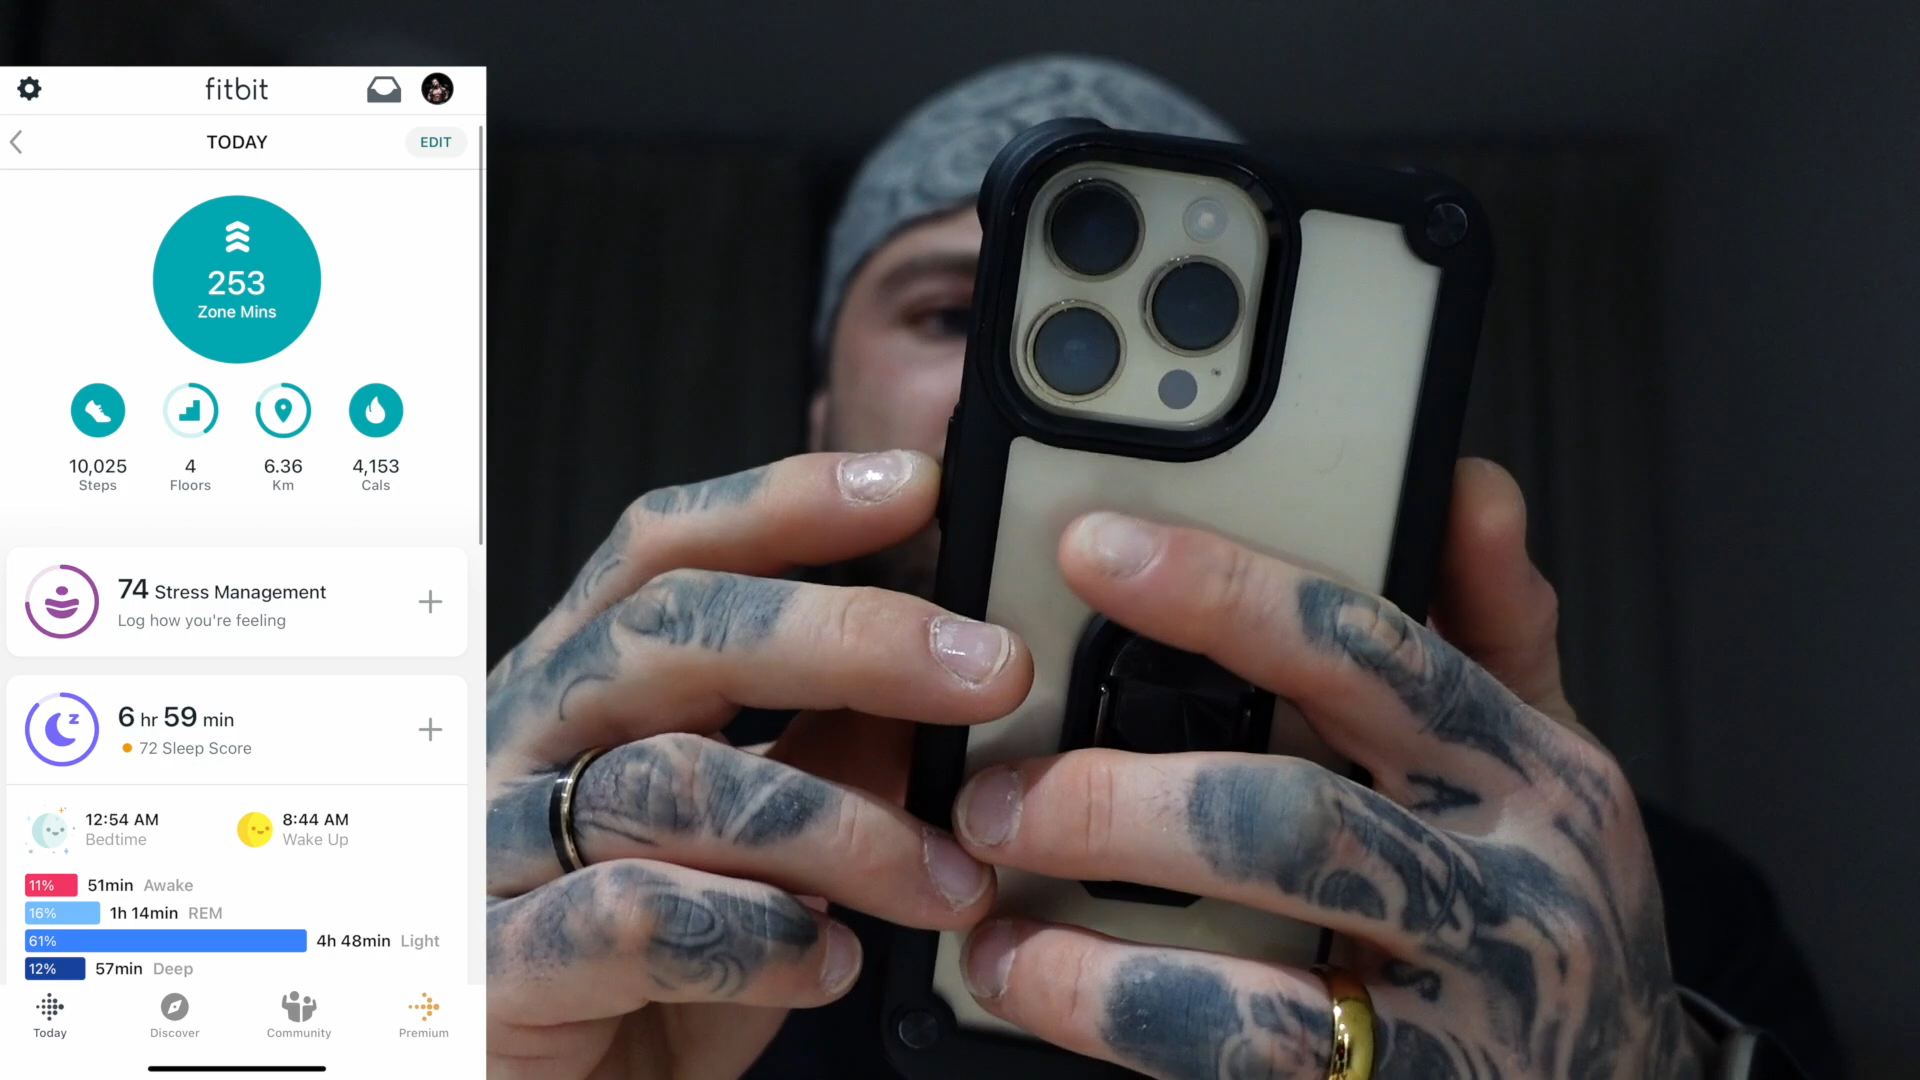 fitbit
TODAY
EDIT
253
Zone Mins
10,025
Steps
4
Floors
6.36
Km
4,153
Cals
74 Stress Management
Log how you're feeling
6 hr 59 min
72 Sleep Score
12:54 AM
Bedtime
8:44 AM
Wake Up
11% 51min Awake
16% 1h 14min REM
61% 4h 48min Light
12% 57min Deep
Today
Discover
Community
Premium